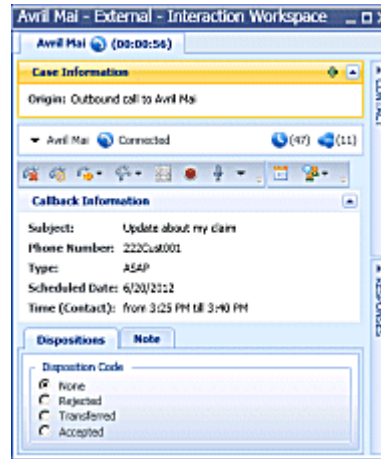 Avril Mai - External - Interaction Workspace
Avril Mai (00:00:56)
Case Information
Origin: Outbound call to Avril Mai
Avril Mai Connected (47) (11)
Callback Information
Subject: Update about my claim
Phone Number: 222Cust001
Type: ASAP
Scheduled Date: 6/20/2012
Time (Contact): from 3:25 PM till 3:40 PM
Dispositions Note
Disposition Code
None
Rejected
Transferred
Accepted
CONTACT
RESPONSES